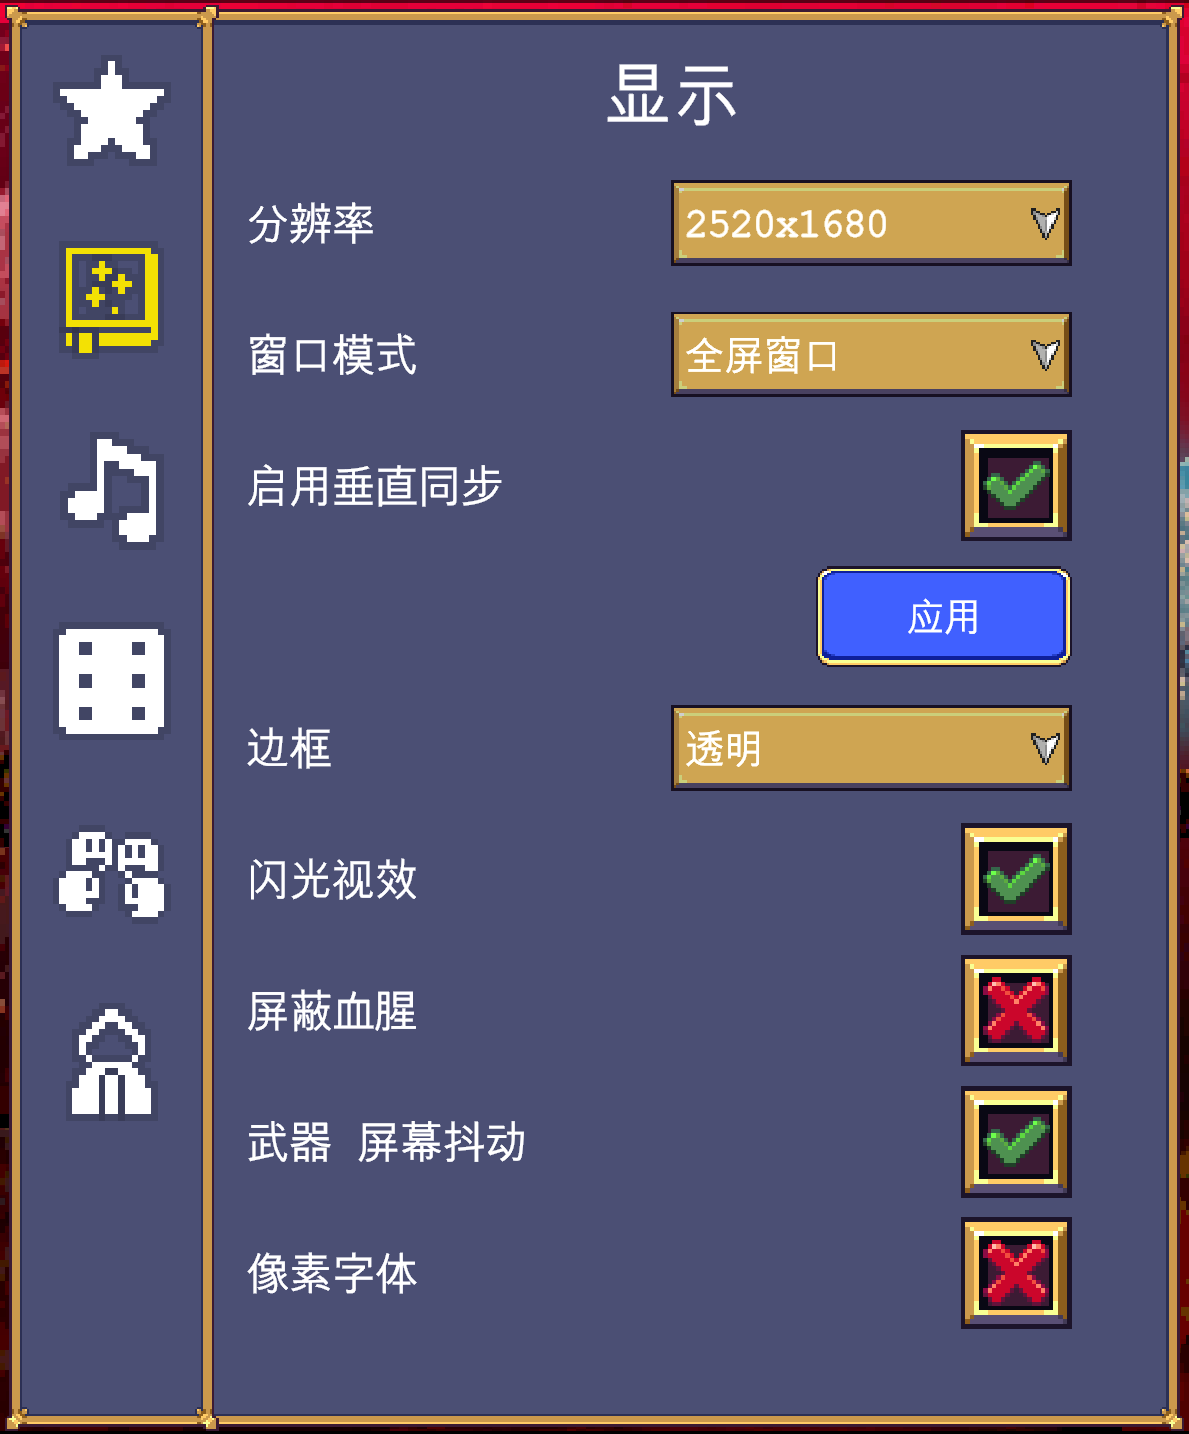 显示
分辨率
2520x1680
窗口模式
全屏窗口
启用垂直同步
应用
边框
透明
闪光视效
屏蔽血腥
武器 屏幕抖动
像素字体